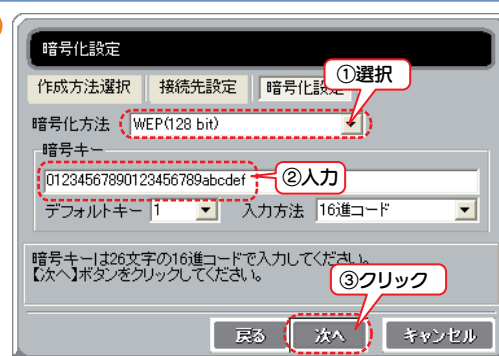 暗号化設定
作成方法選択 接続先設定 暗号化設定
①選択
暗号化方法 WEP(128 bit)
暗号キー
01234567890123456789abcdef
②入力
デフォルトキー 1 入力方法 16進コード
暗号キーは26文字の16進コードで入力してください。
【次へ】ボタンをクリックしてください。
③クリック
戻る 次へ キャンセル